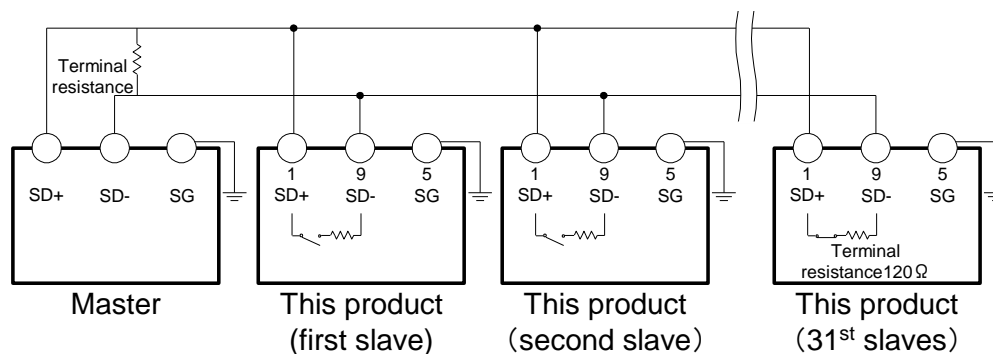 Terminal
resistance
1 9 5 1 9 5 1 9 5
SD+ SD- SG SD+ SD- SG SD+ SD- SG SD+ SD- SG
Terminal
resistance120Ω
Master This product This product This product
(first slave) （second slave） （31st slaves）